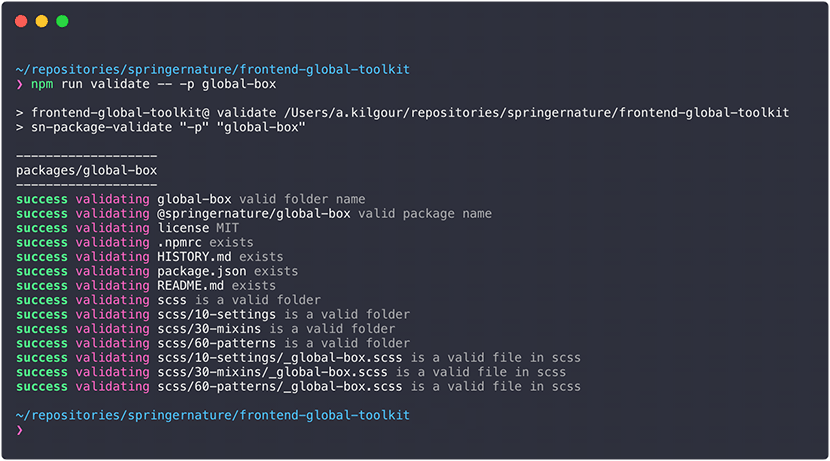 ~/repositories/springernature/frontend-global-toolkit
❯ npm run validate -- -p global-box
> frontend-global-toolkit@ validate /Users/a.kilgour/repositories/springernature/frontend-global-toolkit
> sn-package-validate "-p" "global-box"
-------------------
packages/global-box
-------------------
success validating global-box valid folder name
success validating @springernature/global-box valid package name
success validating license MIT
success validating .npmrc exists
success validating HISTORY.md exists
success validating package.json exists
success validating README.md exists
success validating scss is a valid folder
success validating scss/10-settings is a valid folder
success validating scss/30-mixins is a valid folder
success validating scss/60-patterns is a valid folder
success validating scss/10-settings/_global-box.scss is a valid file in scss
success validating scss/30-mixins/_global-box.scss is a valid file in scss
success validating scss/60-patterns/_global-box.scss is a valid file in scss
~/repositories/springernature/frontend-global-toolkit
❯